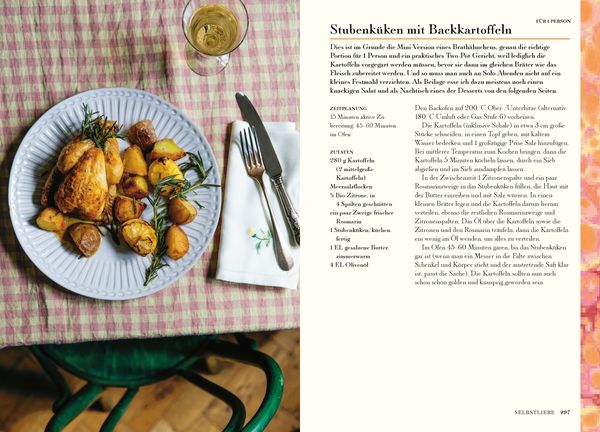 FÜR 1 PERSON
Stubenküken mit Backkartoffeln
Dies ist im Grunde die Mini-Version eines Brathähnchens, genau die richtige
Portion für 1 Person und ein praktisches Two-Pot-Gericht, weil lediglich die
Kartoffeln vorgegart werden müssen, bevor sie dann im gleichen Bräter wie das
Fleisch zubereitet werden. Und so muss man auch an Solo-Abenden nicht auf ein
kleines Festmahl verzichten. Als Beilage esse ich dazu meistens noch einen
knackigen Salat und als Nachtisch eines der Desserts von den folgenden Seiten.
ZEITPLANUNG
15 Minuten aktive Zu-
bereitung, 45–60 Minuten
im Ofen
ZUTATEN
280 g Kartoffeln
(2 mittelgroße
Kartoffeln)
Meersalzflocken
½ Bio-Zitrone, in
4 Spalten geschnitten
ein paar Zweige frischer
Rosmarin
1 Stubenküken, küchen-
fertig
1 EL gesalzene Butter,
zimmerwarm
4 EL Olivenöl
Den Backofen auf 200 °C Ober-/Unterhitze (alternativ
180 °C Umluft oder Gas Stufe 6) vorheizen.
Die Kartoffeln (inklusive Schale) in etwa 3 cm große
Stücke schneiden, in einen Topf geben, mit kaltem
Wasser bedecken und 1 großzügige Prise Salz hinzufügen.
Bei mittlerer Temperatur zum Kochen bringen, dann die
Kartoffeln 5 Minuten köcheln lassen, durch ein Sieb
abgießen und im Sieb ausdampfen lassen.
In der Zwischenzeit 1 Zitronenspalte und ein paar
Rosmarinzweige in das Stubenküken füllen, die Haut mit
der Butter einreiben und mit Salz würzen. In einen
kleinen Bräter legen und die Kartoffeln darum herum
verteilen, ebenso die restlichen Rosmarinzweige und
Zitronenspalten. Das Öl über die Kartoffeln sowie die
Zitronen und den Rosmarin träufeln, dann die Kartoffeln
ein wenig im Öl wenden, um alles zu verteilen.
Im Ofen 45–60 Minuten garen, bis das Stubenküken
gar ist (wenn man ein Messer in die Falte zwischen
Schenkel und Körper sticht und der austretende Saft klar
ist, passt die Sache). Die Kartoffeln sollten nun auch
schon schön golden und knusprig geworden sein.
SELBSTLIEBE 297